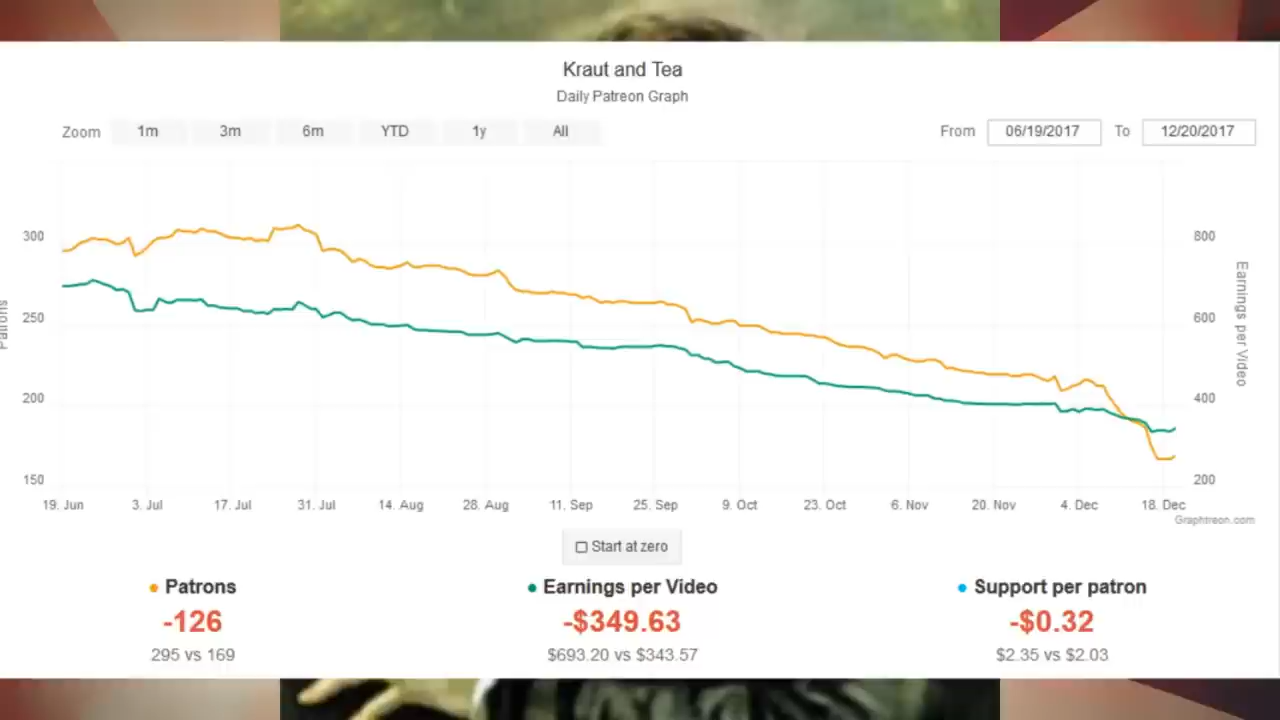 Kraut and Tea
Daily Patreon Graph
Zoom 1m 3m 6m YTD 1y All From 06/19/2017 To 12/20/2017
300 800
250 600
200 400
150 200
Patrons
Earnings per Video
19. Jun 3. Jul 17. Jul 31. Jul 14. Aug 28. Aug 11. Sep 25. Sep 9. Oct 23. Oct 6. Nov 20. Nov 4. Dec 18. Dec
Graphtreon.com
Start at zero
Patrons Earnings per Video Support per patron
-126 -$349.63 -$0.32
295 vs 169 $693.20 vs $343.57 $2.35 vs $2.03